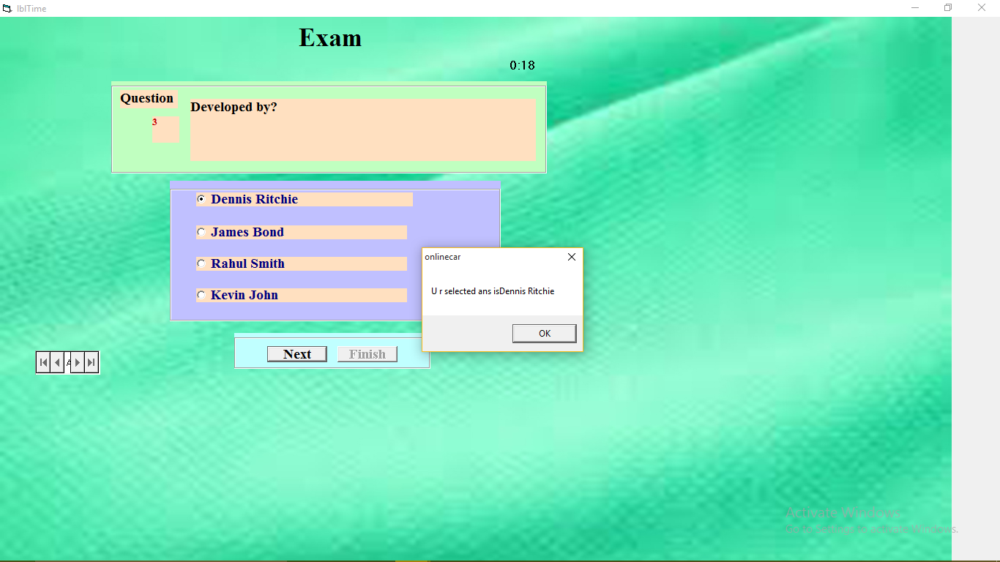 lblTime
Exam
0:18
Question
Developed by?
3
Dennis Ritchie
James Bond
Rahul Smith
Kevin John
onlinecar
U r selected ans isDennis Ritchie
OK
Next
Finish
Activate Windows
Go to Settings to activate Windows.